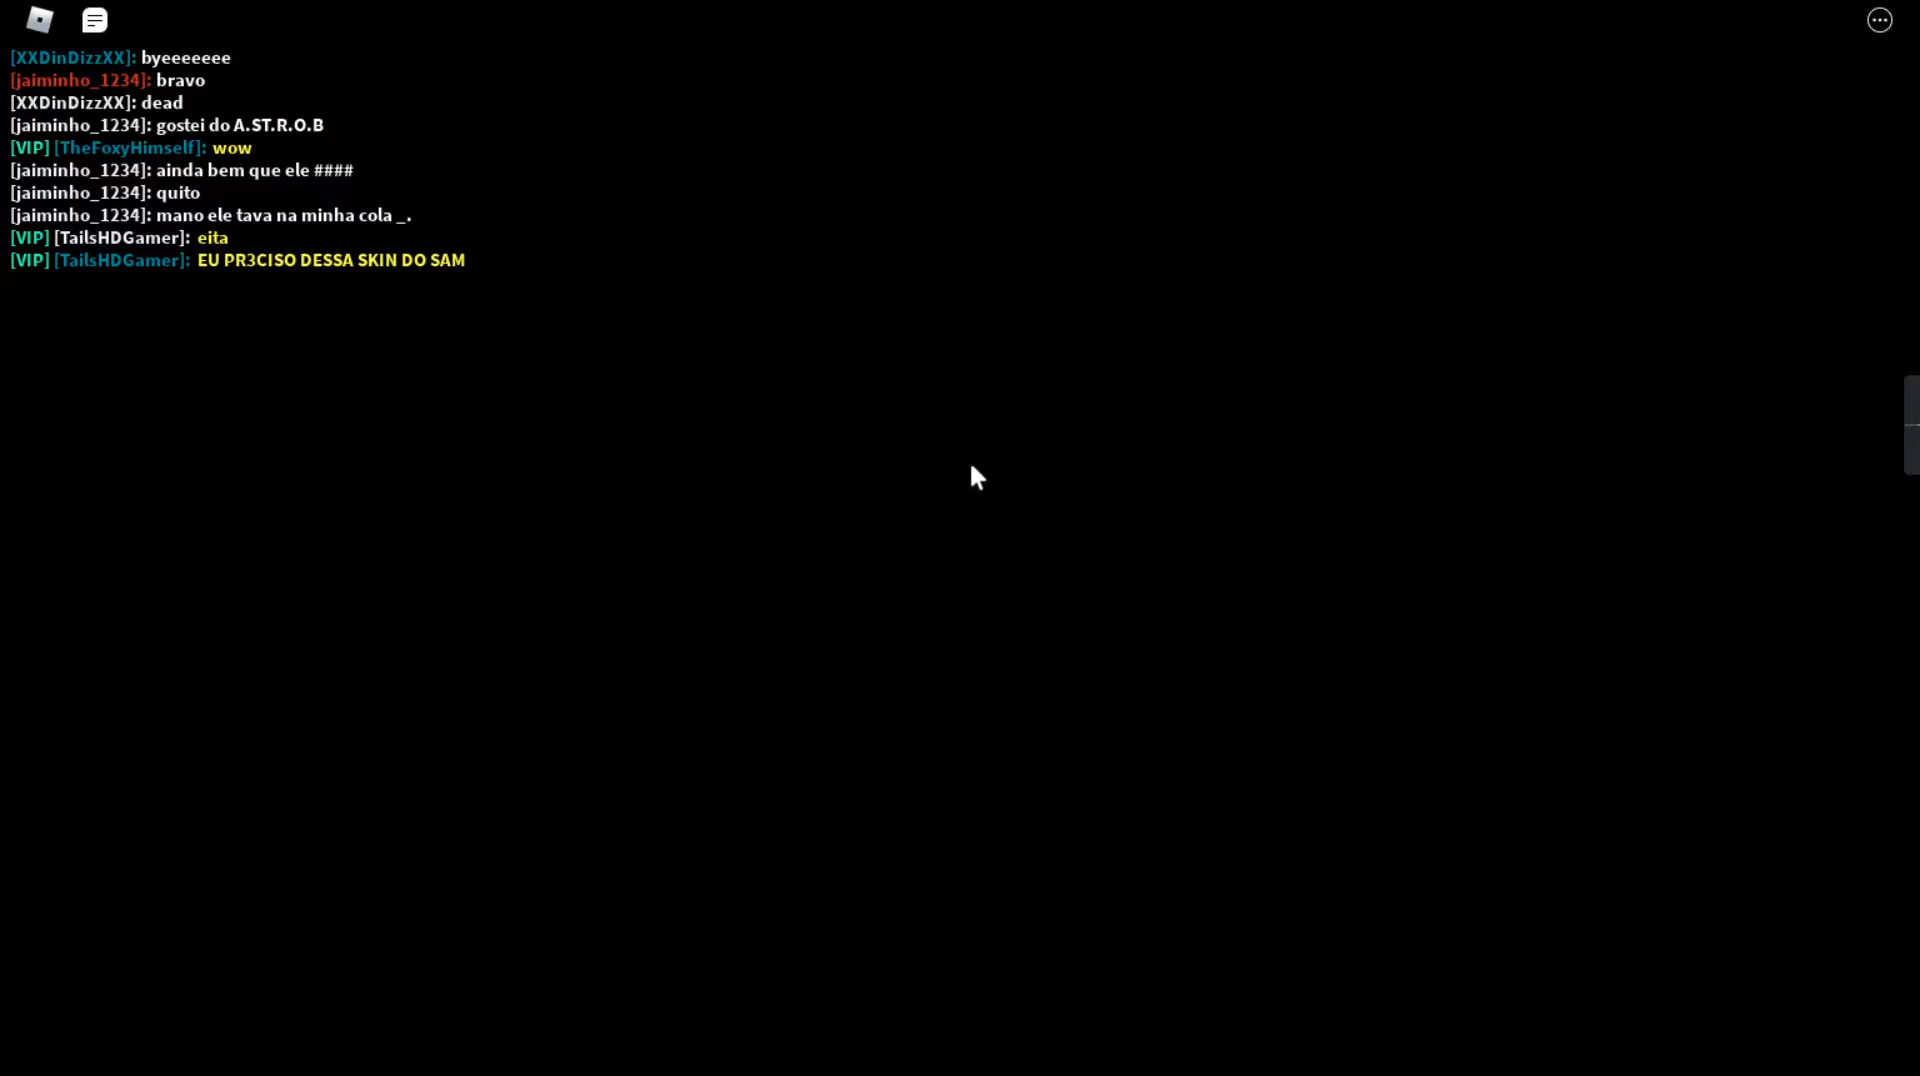 [XXDinDizzXX]: byeeeeeee
[jaiminho_1234]: bravo
[XXDinDizzXX]: dead
[jaiminho_1234]: gostei do A.ST.R.O.B
[VIP] [TheFoxyHimself]: wow
[jaiminho_1234]: ainda bem que ele ####
[jaiminho_1234]: quito
[jaiminho_1234]: mano ele tava na minha cola _.
[VIP] [TailsHDGamer]: eita
[VIP] [TailsHDGamer]: EU PR3CISO DESSA SKIN DO SAM